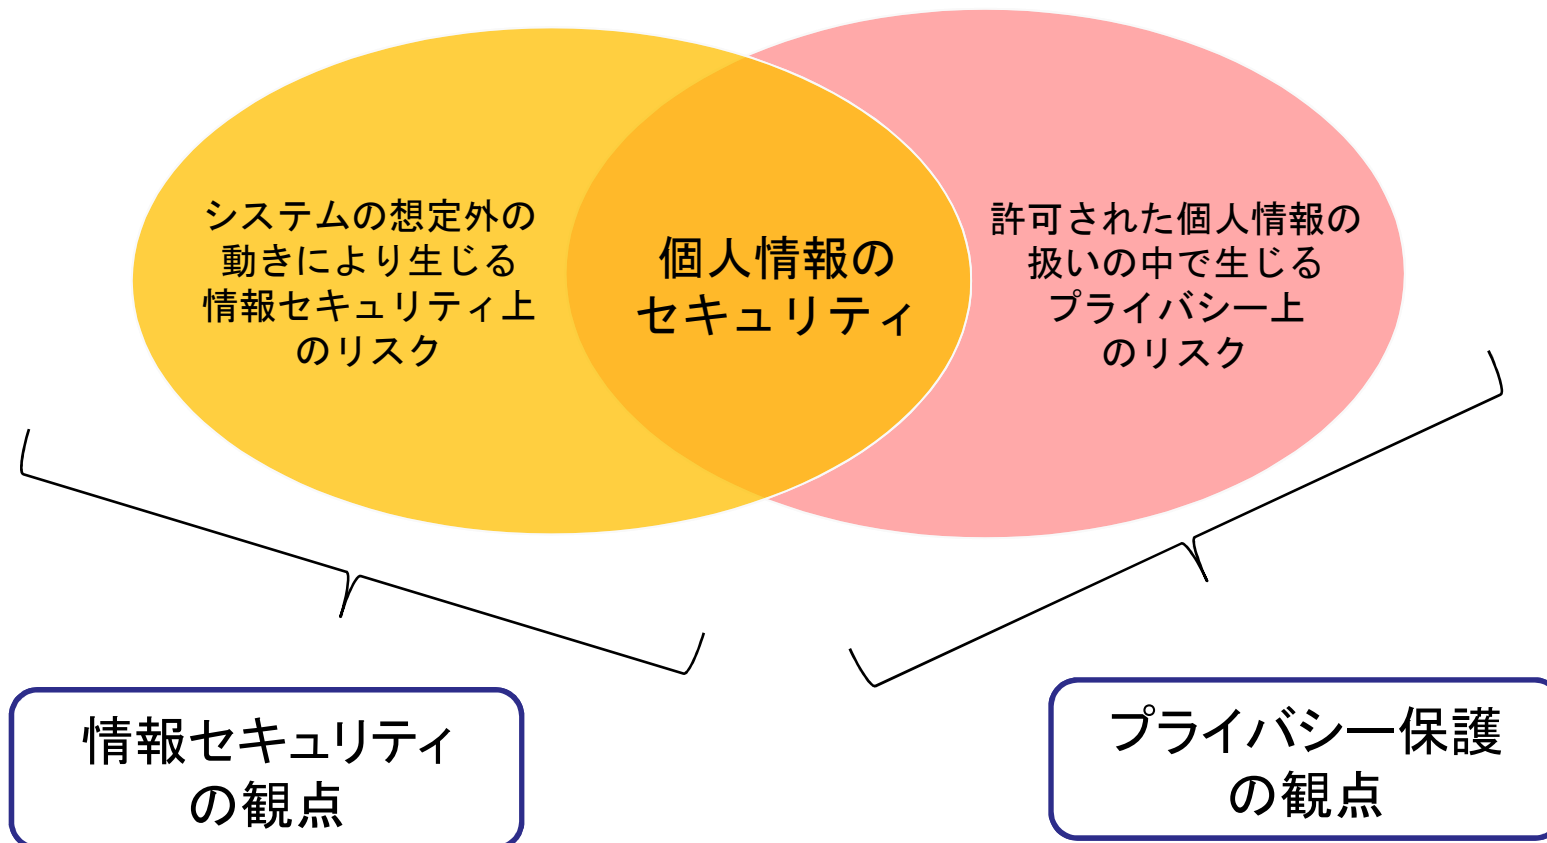 システムの想定外の
動きにより生じる
情報セキュリティ上
のリスク
個人情報の
セキュリティ
許可された個人情報の
扱いの中で生じる
プライバシー上
のリスク
情報セキュリティ
の観点
プライバシー保護
の観点